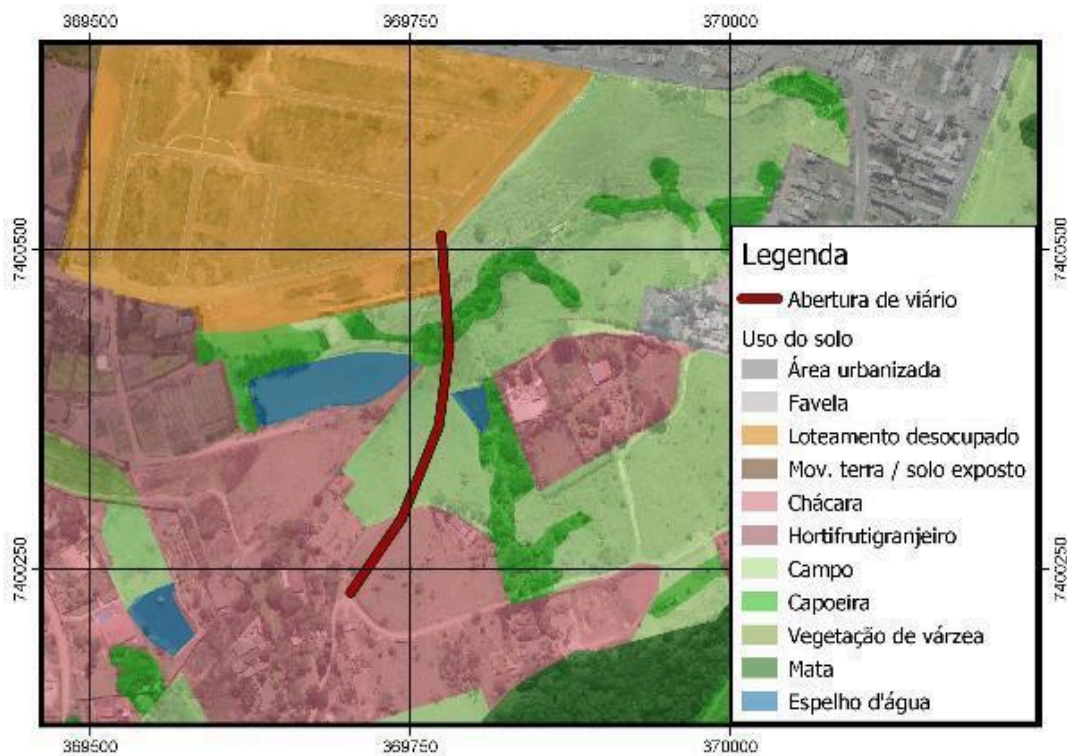 369500 369750 370000
7400500 7400500
Legenda
Abertura de viário
Uso do solo
Área urbanizada
Favela
Loteamento desocupado
Mov. terra / solo exposto
Chácara
Hortifrutigranjeiro
Campo
Capoeira
Vegetação de várzea
Mata
Espelho d'água
7400250 7400250
369500 369750 370000